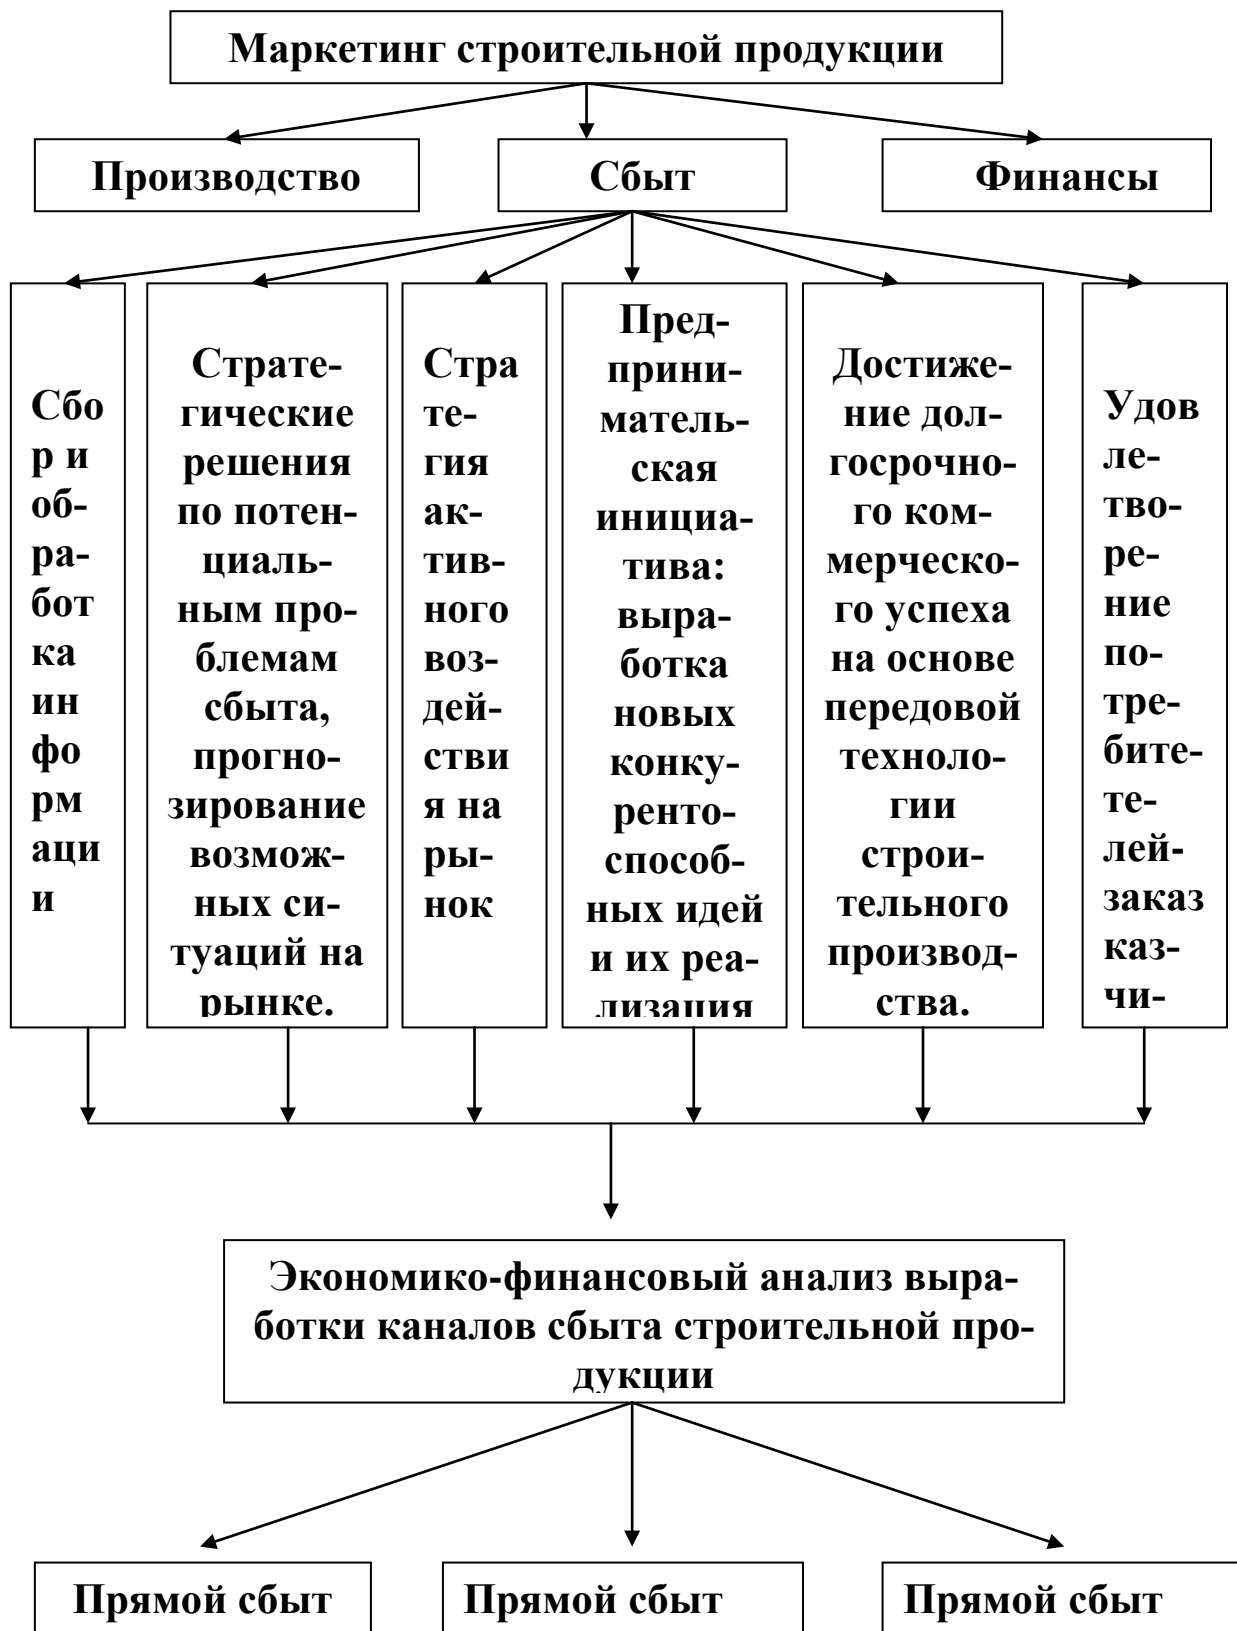 Маркетинг строительной продукции
Производство
Сбыт
Финансы
Сбо
р и
об-
ра-
бот
ка
ин
фо
рм
аци
и
Страте-
гические
решения
по потен-
циаль-
ным про-
блемам
сбыта,
прогно-
зирование
возмож-
ных си-
туаций на
рынке.
Стра
те-
гия
ак-
тив-
ного
воз-
дей-
стви
я на
ры-
нок
Пред-
прини-
матель-
ская
инициа-
тива:
выра-
ботка
новых
конку-
ренто-
способ-
ных идей
и их реа-
лизация
Достиже-
ние дол-
госрочно-
го ком-
мерческо-
го успеха
на основе
передовой
техноло-
гии
строи-
тельного
производ-
ства.
Удов
ле-
тво-
ре-
ние
по-
тре-
бите-
те-
лей-
заказ
каз-
чи-
Экономико-финансовый анализ выра-
ботки каналов сбыта строительной про-
дукции
Прямой сбыт
Прямой сбыт
Прямой сбыт